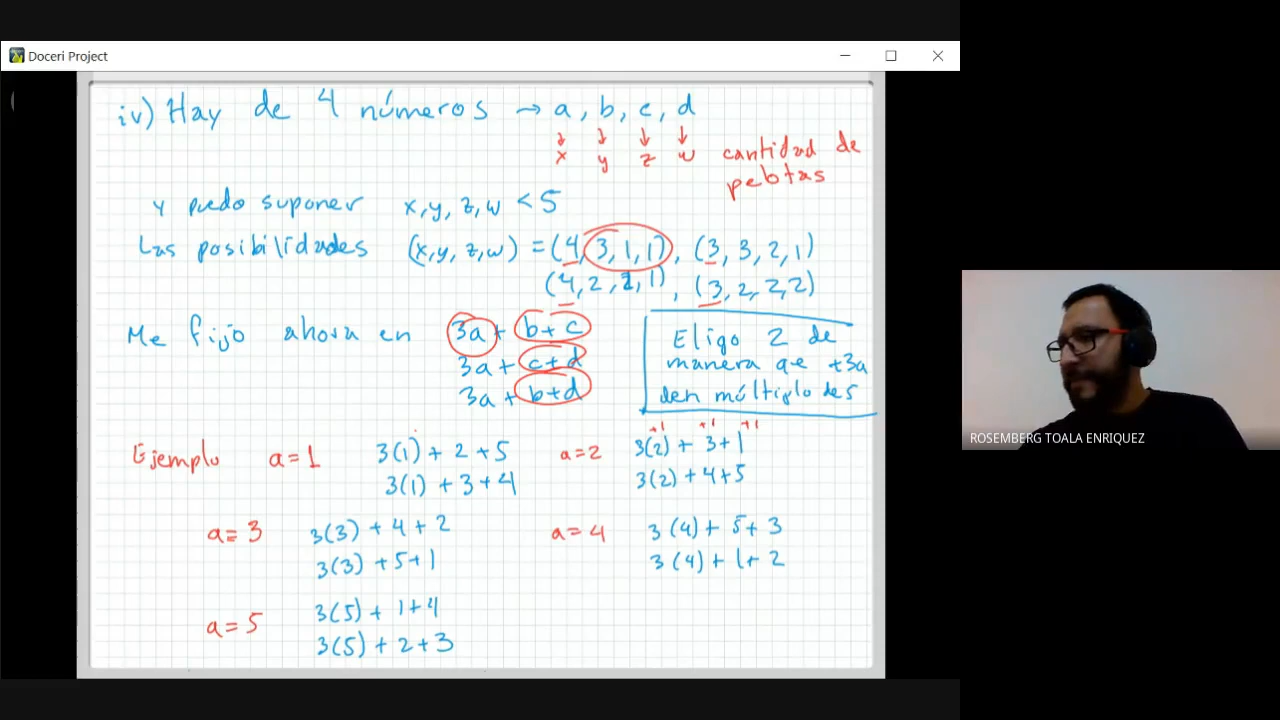 Doceri Project
iv) Hay de 4 números → a, b, c, d
↓ ↓ ↓ ↓
x y z w cantidad de
pelotas
Y puedo suponer x, y, z, w < 5
Las posibilidades (x, y, z, w) = (4, 3, 1, 1), (3, 3, 2, 1)
(4, 2, 2, 1), (3, 2, 2, 2)
Me fijo ahora en 3a + b + c
3a + c + d
3a + b + d
Eligo 2 de
manera que +3a
den múltiplo de 5
Ejemplo a = 1 3(1) + 2 + 5
3(1) + 3 + 4
a = 2 3(2) + 3 + 1
+1 +1 +1
3(2) + 4 + 5
a = 3 3(3) + 4 + 2
3(3) + 5 + 1
a = 4 3(4) + 5 + 3
3(4) + 1 + 2
a = 5 3(5) + 1 + 4
3(5) + 2 + 3
ROSEMBERG TOALA ENRIQUEZ